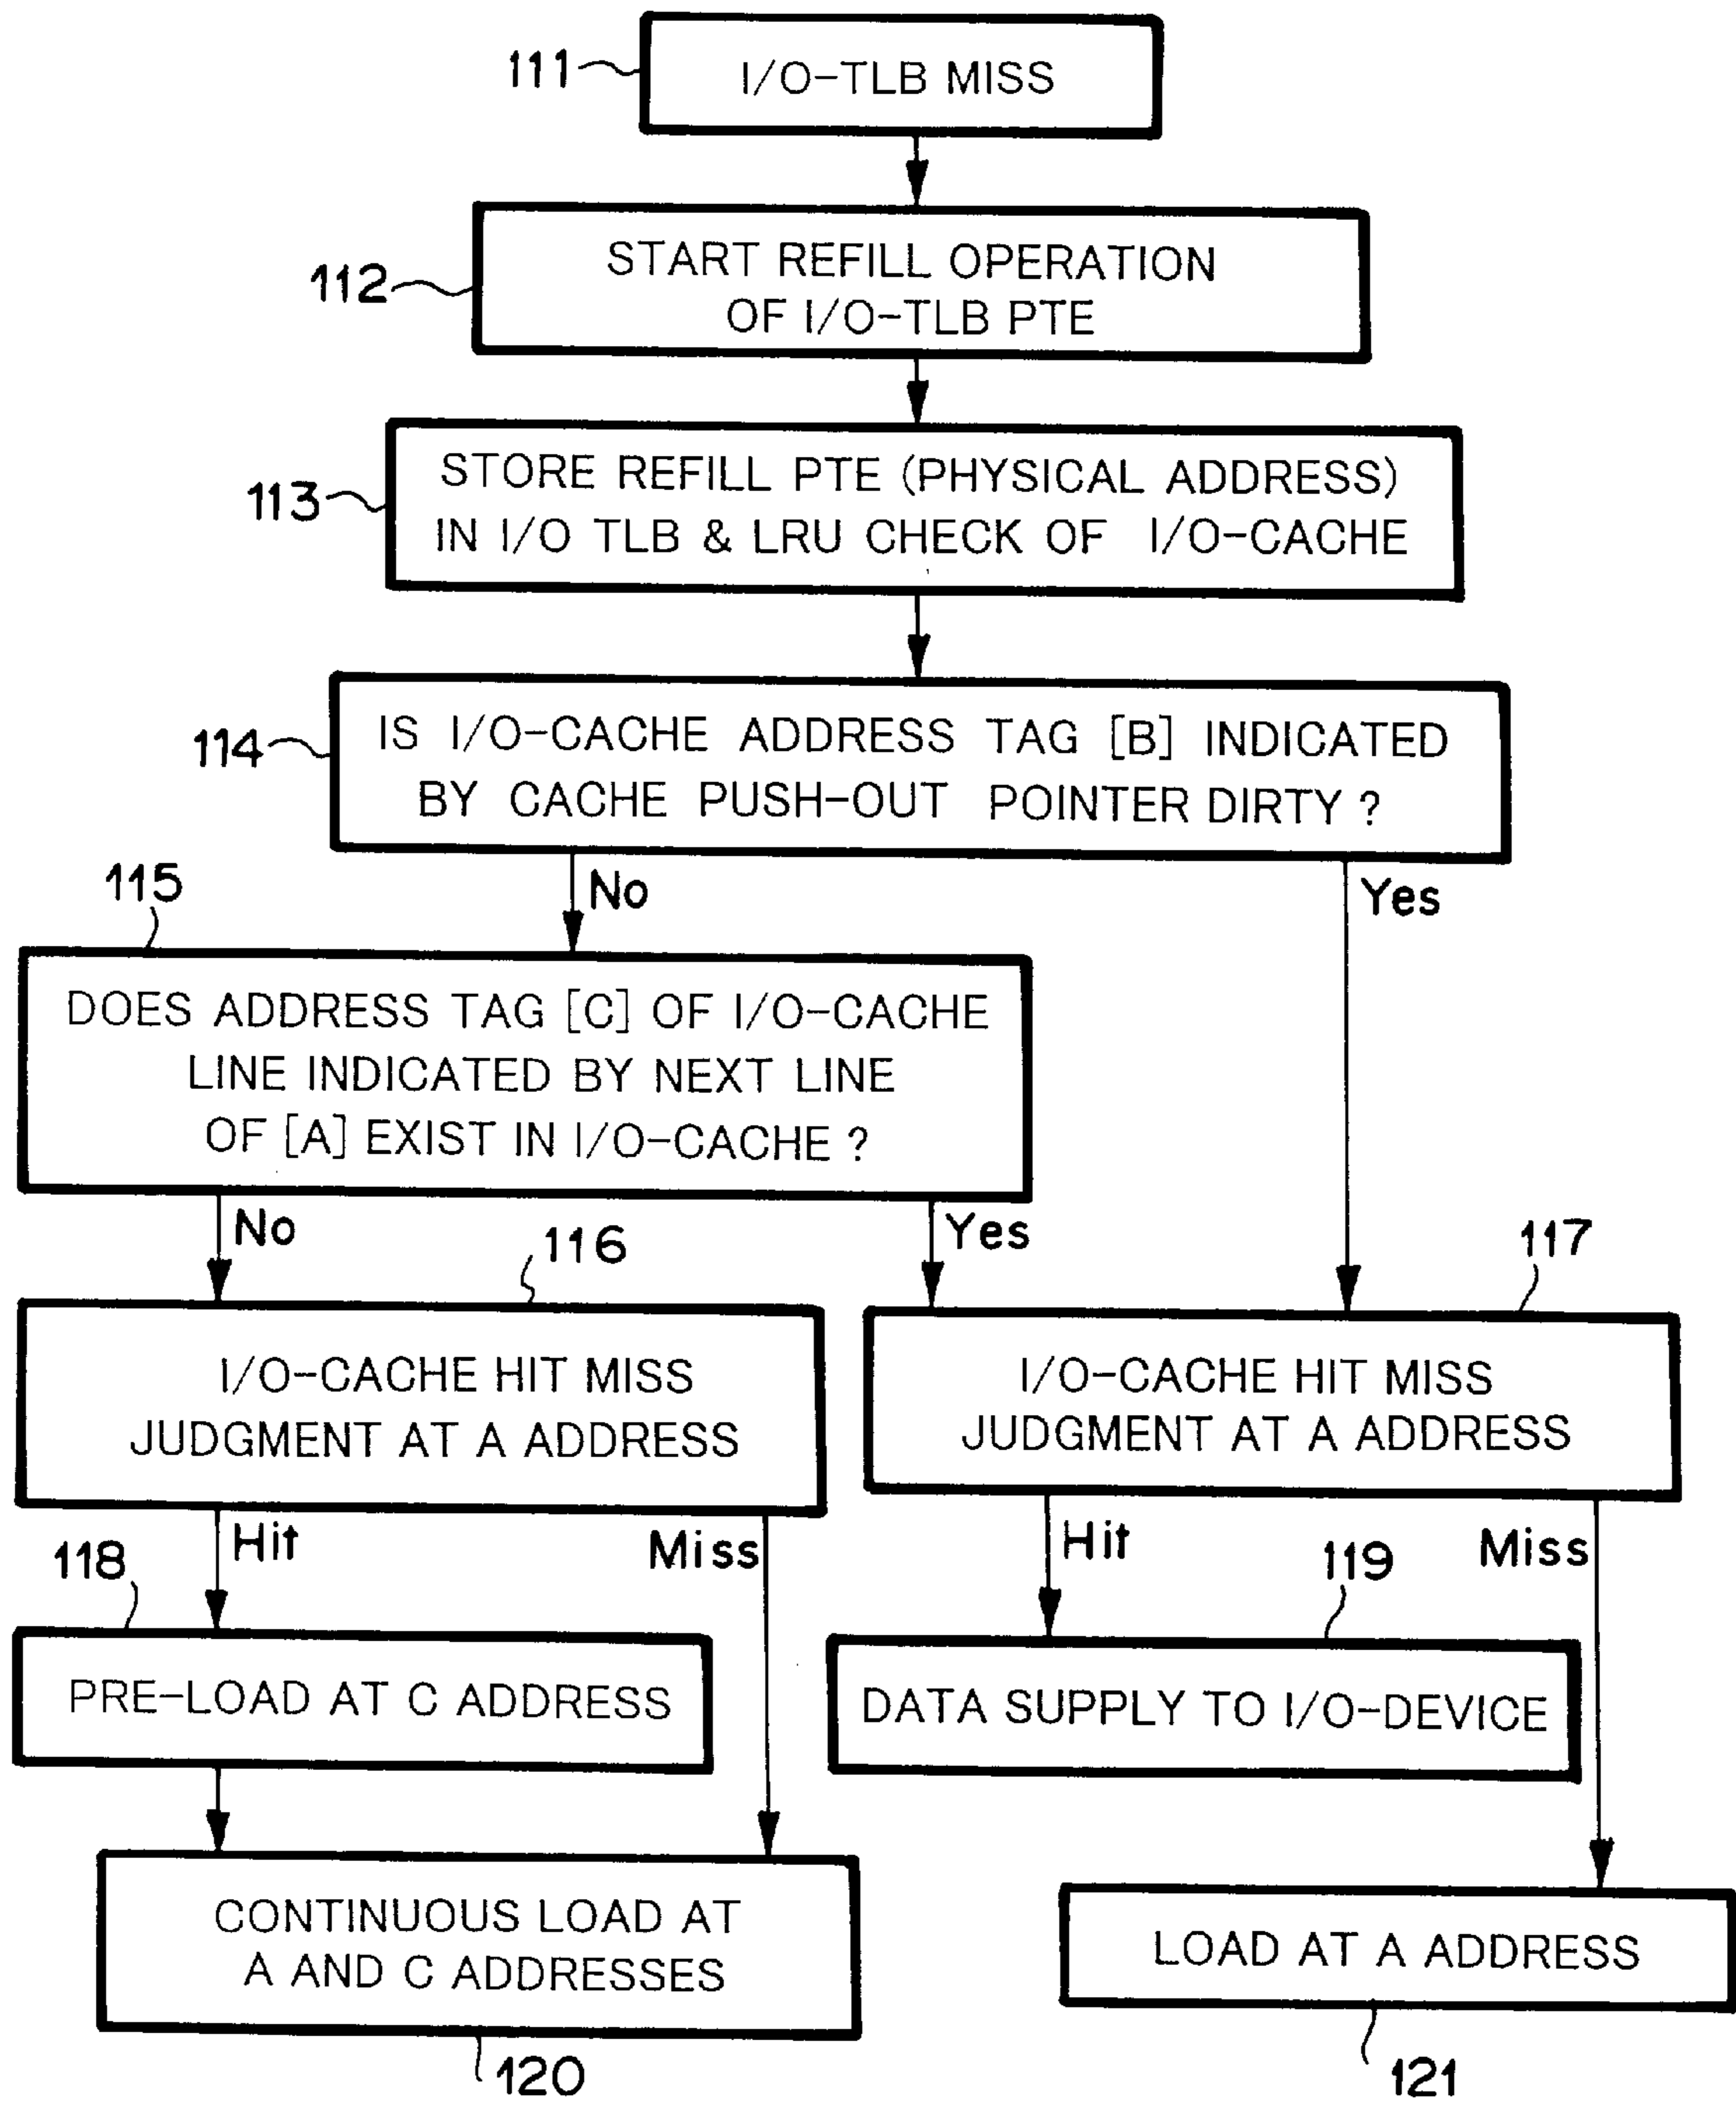 111
I/O-TLB MISS
112
START REFILL OPERATION
OF I/O-TLB PTE
113
STORE REFILL PTE (PHYSICAL ADDRESS)
IN I/O TLB & LRU CHECK OF I/O-CACHE
114
IS I/O-CACHE ADDRESS TAG [B] INDICATED
BY CACHE PUSH-OUT POINTER DIRTY ?
No
Yes
115
DOES ADDRESS TAG [C] OF I/O-CACHE
LINE INDICATED BY NEXT LINE
OF [A] EXIST IN I/O-CACHE ?
No
Yes
116
117
I/O-CACHE HIT MISS
JUDGMENT AT A ADDRESS
I/O-CACHE HIT MISS
JUDGMENT AT A ADDRESS
Hit
Miss
Hit
Miss
118
119
PRE-LOAD AT C ADDRESS
DATA SUPPLY TO I/O-DEVICE
CONTINUOUS LOAD AT
A AND C ADDRESSES
LOAD AT A ADDRESS
120
121